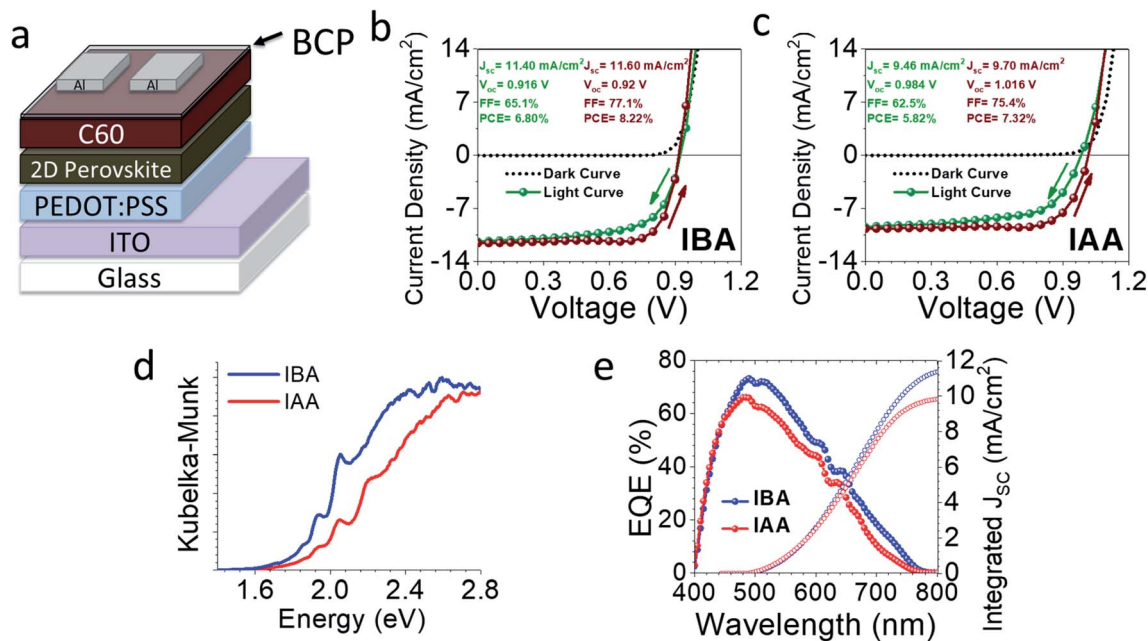 a
BCP
Al Al
C60
2D Perovskite
PEDOT:PSS
ITO
Glass
b
Current Density (mA/cm²)
14
7
0
-7
-14
J_sc= 11.40 mA/cm² J_sc= 11.60 mA/cm²
V_oc= 0.916 V V_oc= 0.92 V
FF= 65.1% FF= 77.1%
PCE= 6.80% PCE= 8.22%
Dark Curve
Light Curve
IBA
0.0 0.3 0.6 0.9 1.2
Voltage (V)
c
Current Density (mA/cm²)
14
7
0
-7
-14
J_sc= 9.46 mA/cm² J_sc= 9.70 mA/cm²
V_oc= 0.984 V V_oc= 1.016 V
FF= 62.5% FF= 75.4%
PCE= 5.82% PCE= 7.32%
Dark Curve
Light Curve
IAA
0.0 0.3 0.6 0.9 1.2
Voltage (V)
d
Kubelka-Munk
IBA
IAA
1.6 2.0 2.4 2.8
Energy (eV)
e
EQE (%)
80
60
40
20
0
IBA
IAA
400 500 600 700 800
Wavelength (nm)
12
10
8
6
4
2
0
Integrated J_SC (mA/cm²)